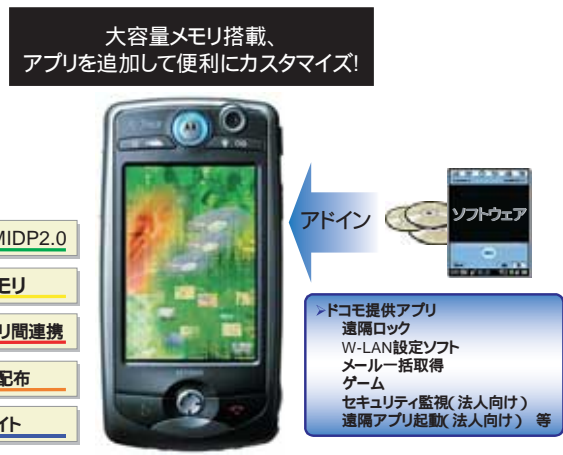 大容量メモリ搭載、
アプリを追加して便利にカスタマイズ!
MIDP2.0
モリ
リ間連携
配布
イト
アドイン
ソフトウェア
➢ドコモ提供アプリ
遠隔ロック
W-LAN設定ソフト
メール一括取得
ゲーム
セキュリティ監視(法人向け)
遠隔アプリ起動(法人向け) 等